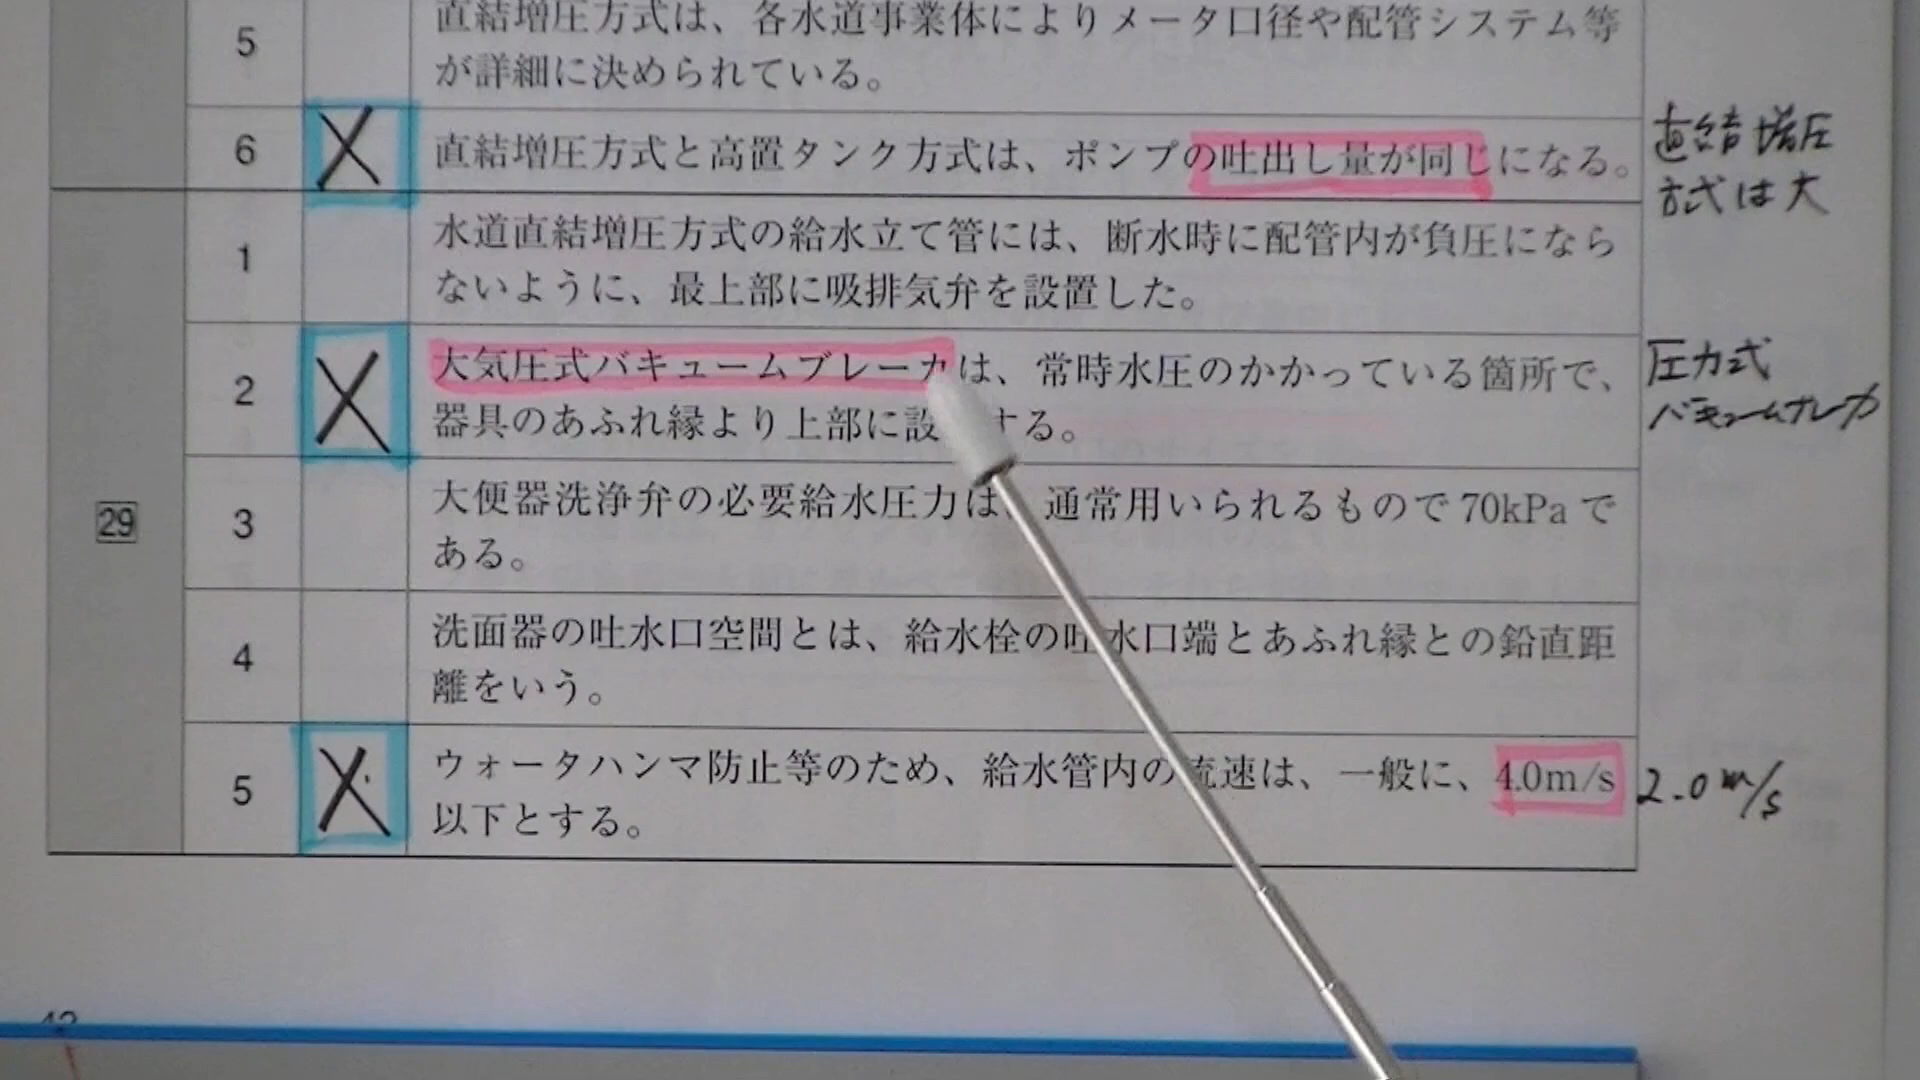 5
直結増圧方式は、各水道事業体によりメータ口径や配管システム等
が詳細に決められている。
6
X
直結増圧方式と高置タンク方式は、ポンプの吐出し量が同じになる。
直結増圧
方式は大
29
1
水道直結増圧方式の給水立て管には、断水時に配管内が負圧になら
ないように、最上部に吸排気弁を設置した。
2
X
大気圧式バキュームブレーカは、常時水圧のかかっている箇所で、
器具のあふれ縁より上部に設 する。
圧力式
バキュームブレーカ
3
大便器洗浄弁の必要給水圧力は、通常用いられるもので70kPaで
ある。
4
洗面器の吐水口空間とは、給水栓の吐水口端とあふれ縁との鉛直距
離をいう。
5
X
ウォータハンマ防止等のため、給水管内の流速は、一般に、4.0m/s
以下とする。
2.0m/s